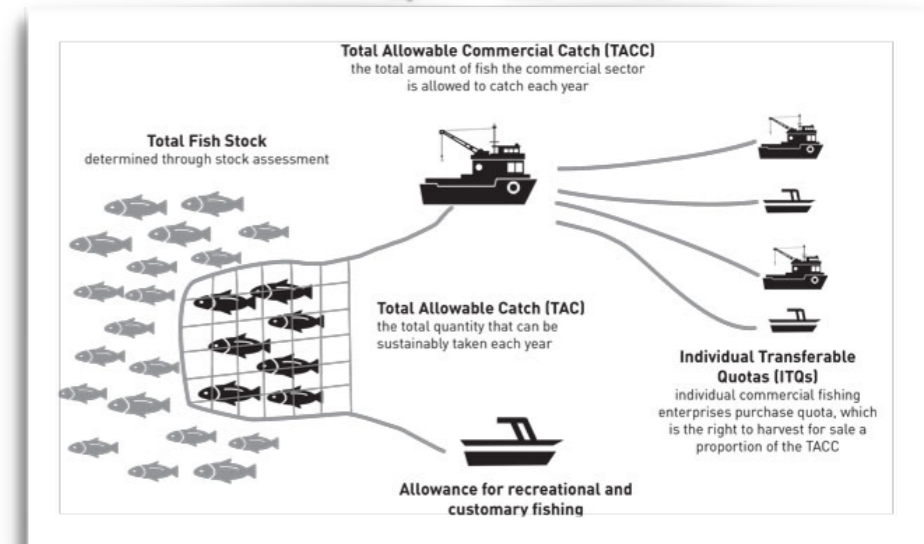 Total Allowable Commercial Catch (TACC)
the total amount of fish the commercial sector
is allowed to catch each year
Total Fish Stock
determined through stock assessment
Total Allowable Catch (TAC)
the total quantity that can be
sustainably taken each year
Individual Transferable
Quotas (ITQs)
individual commercial fishing
enterprises purchase quota, which
is the right to harvest for sale a
proportion of the TACC
Allowance for recreational and
customary fishing